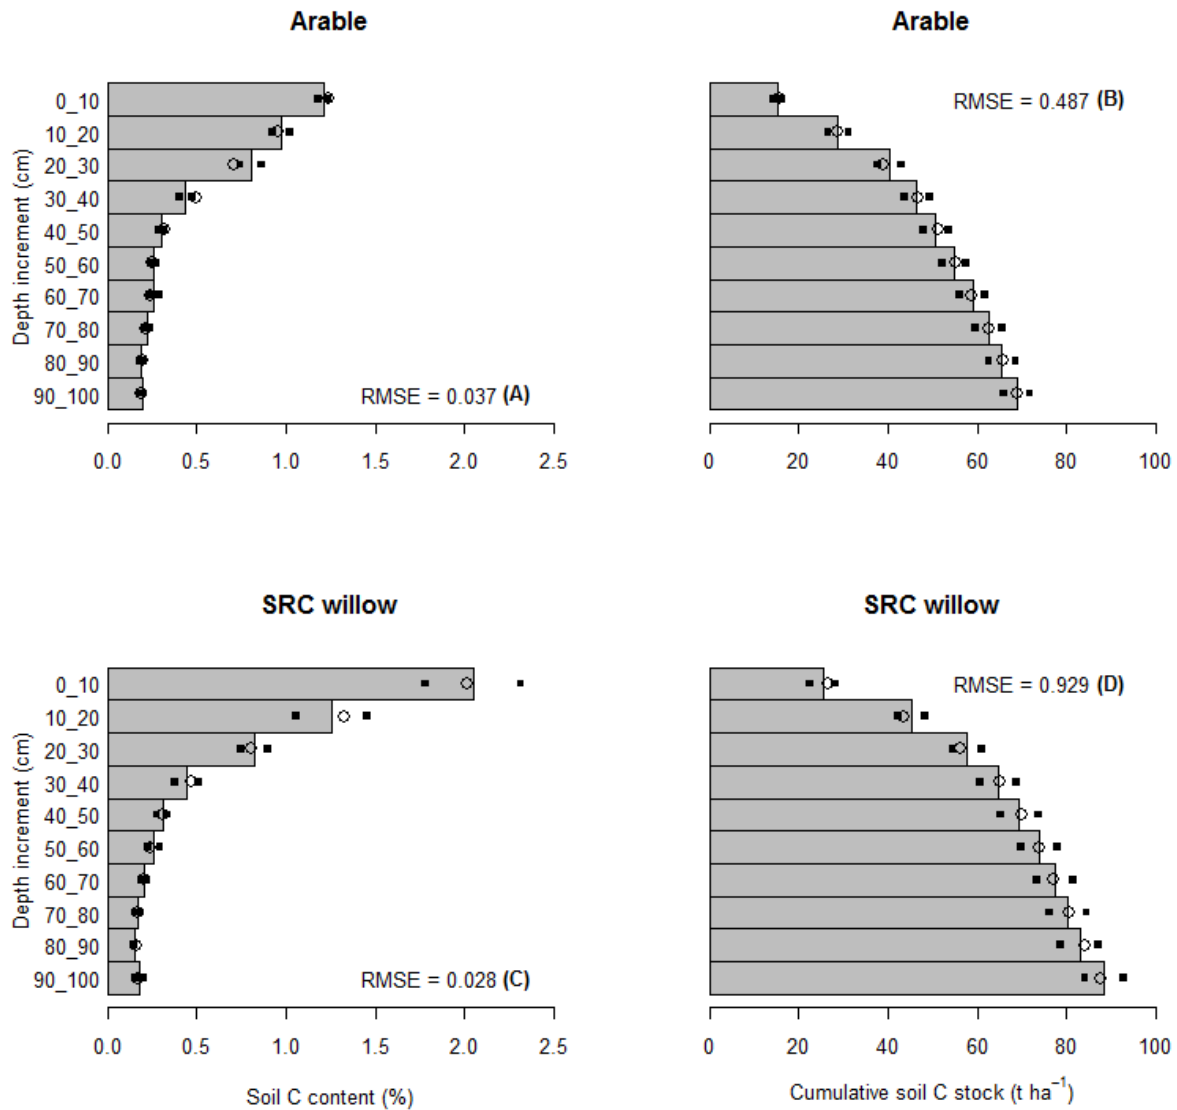 Arable
0_10
10_20
20_30
30_40
40_50
50_60
60_70
70_80
80_90
90_100
Depth increment (cm)
RMSE = 0.037 (A)
0.0 0.5 1.0 1.5 2.0 2.5
Arable
RMSE = 0.487 (B)
0 20 40 60 80 100
SRC willow
0_10
10_20
20_30
30_40
40_50
50_60
60_70
70_80
80_90
90_100
Depth increment (cm)
RMSE = 0.028 (C)
0.0 0.5 1.0 1.5 2.0 2.5
Soil C content (%)
SRC willow
RMSE = 0.929 (D)
0 20 40 60 80 100
Cumulative soil C stock (t ha⁻¹)